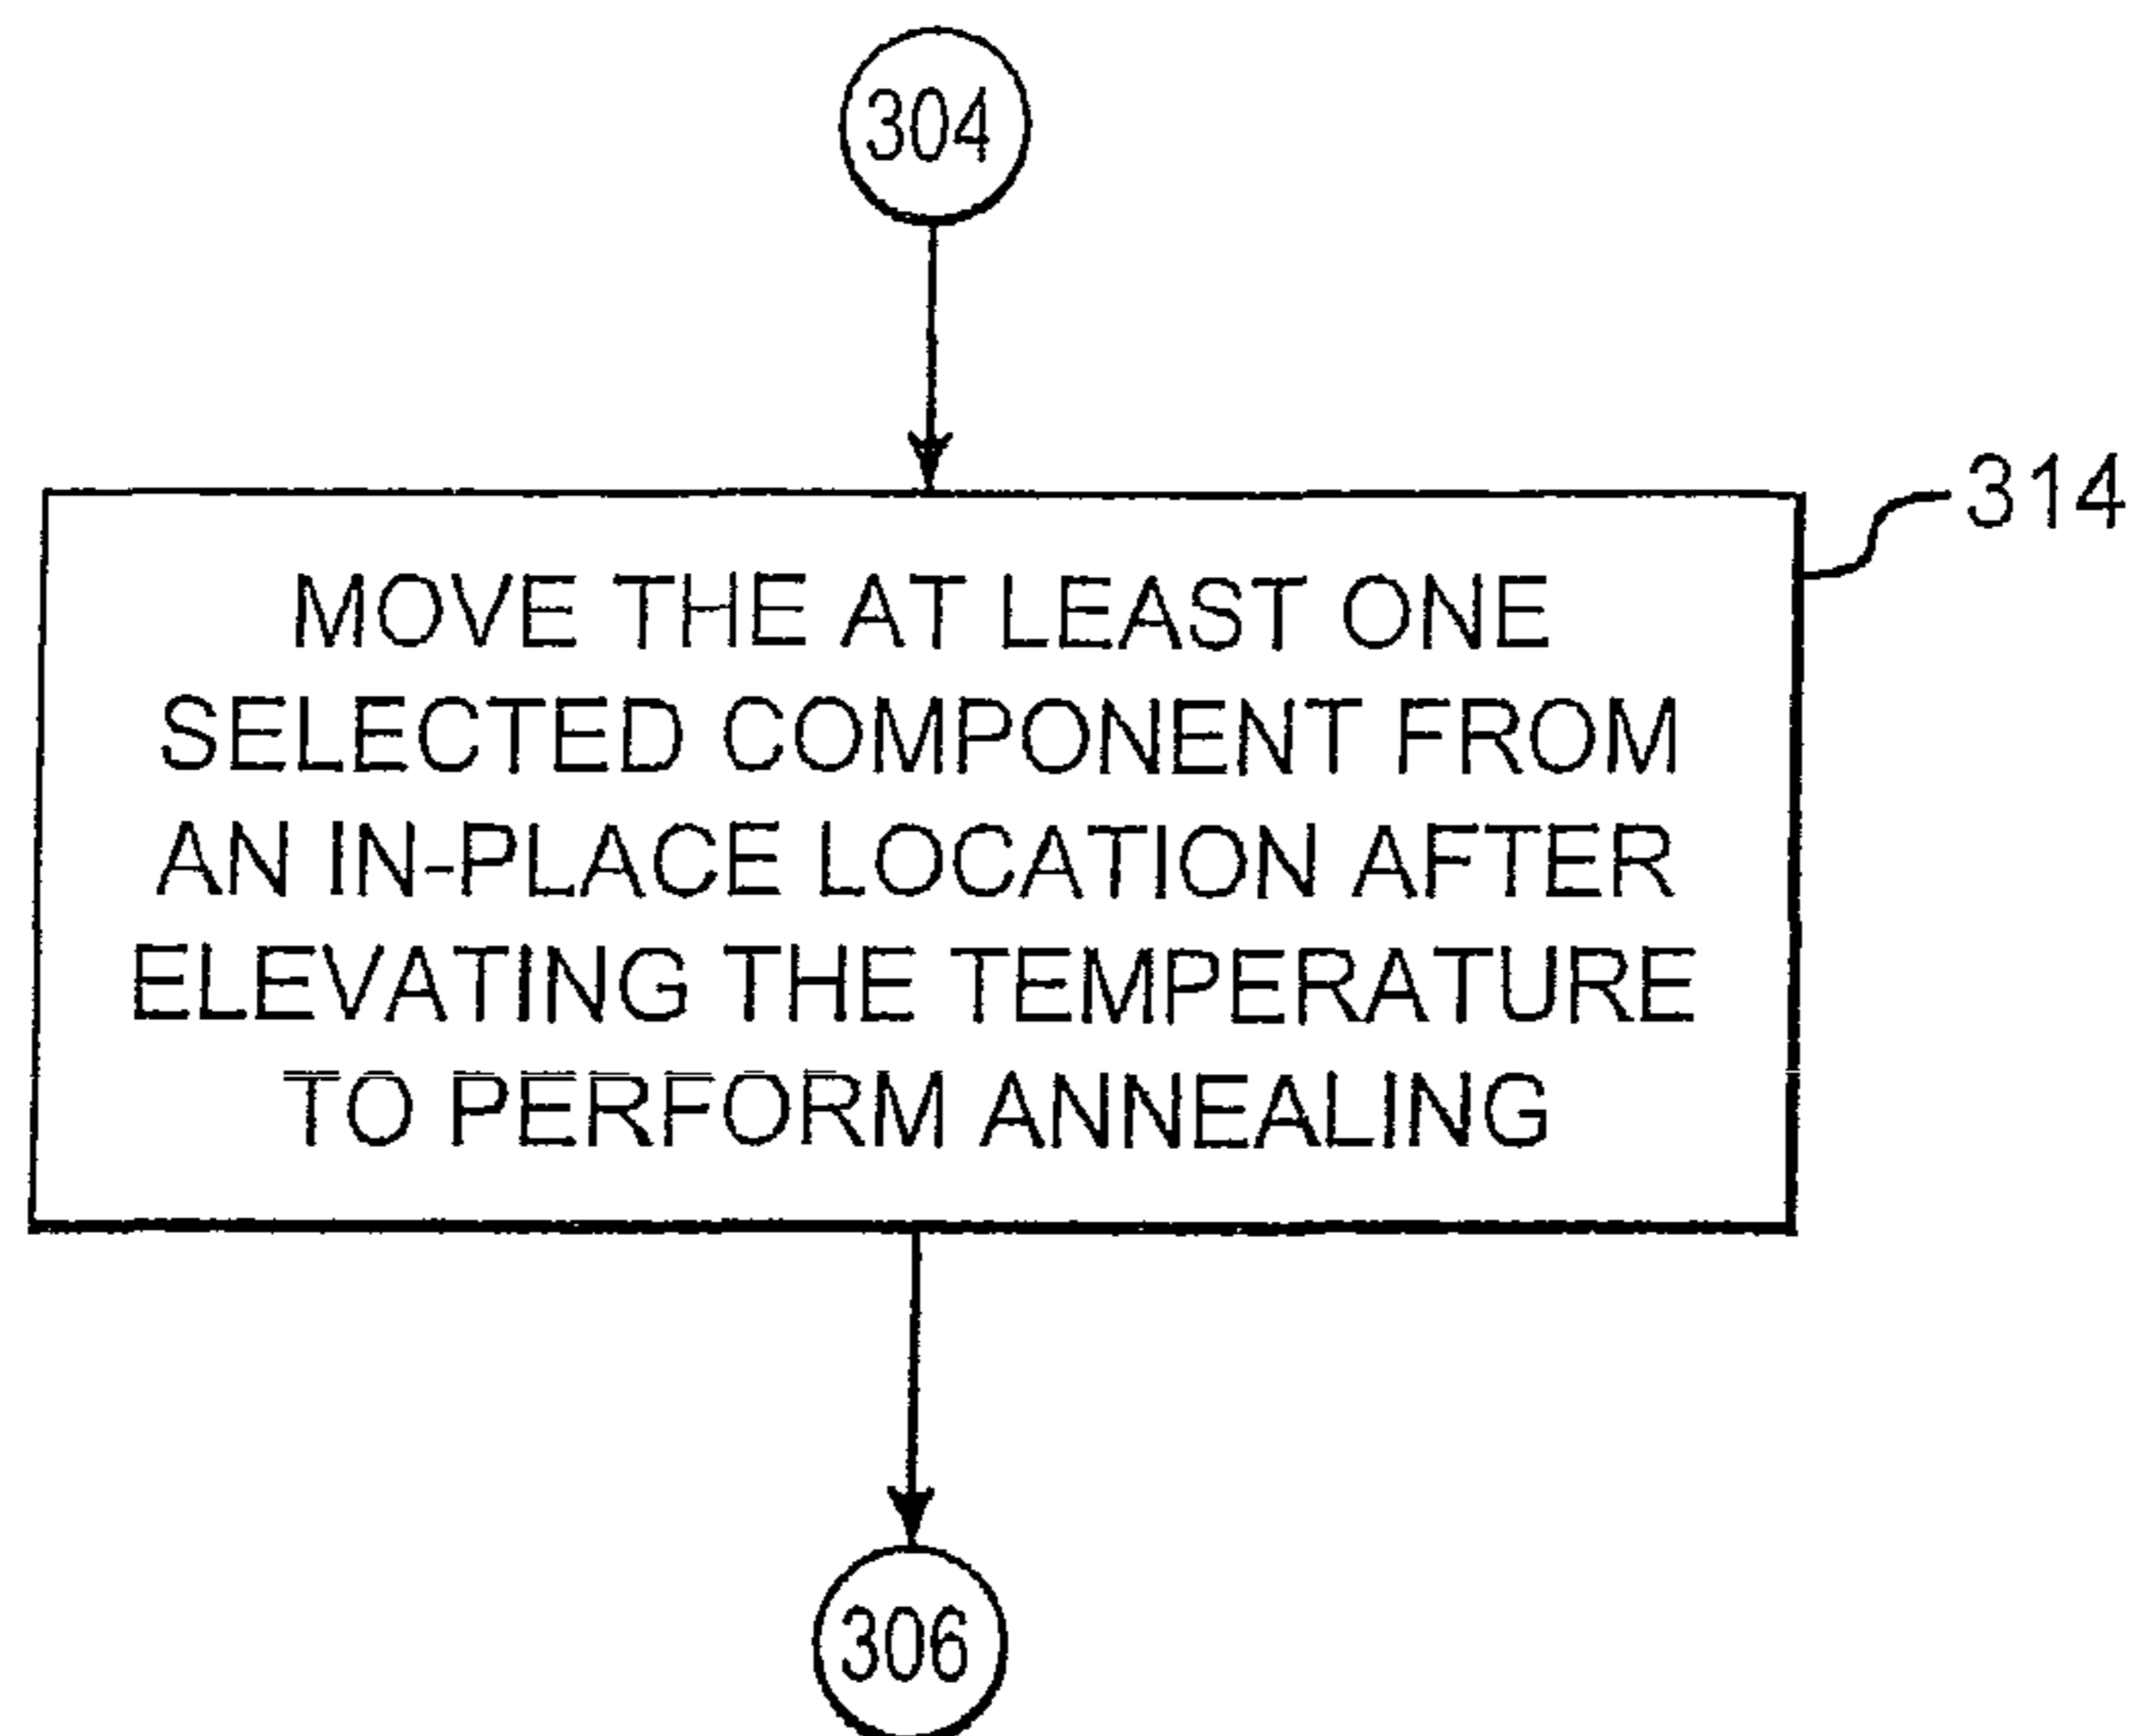 304
314
MOVE THE AT LEAST ONE
SELECTED COMPONENT FROM
AN IN-PLACE LOCATION AFTER
ELEVATING THE TEMPERATURE
TO PERFORM ANNEALING
306